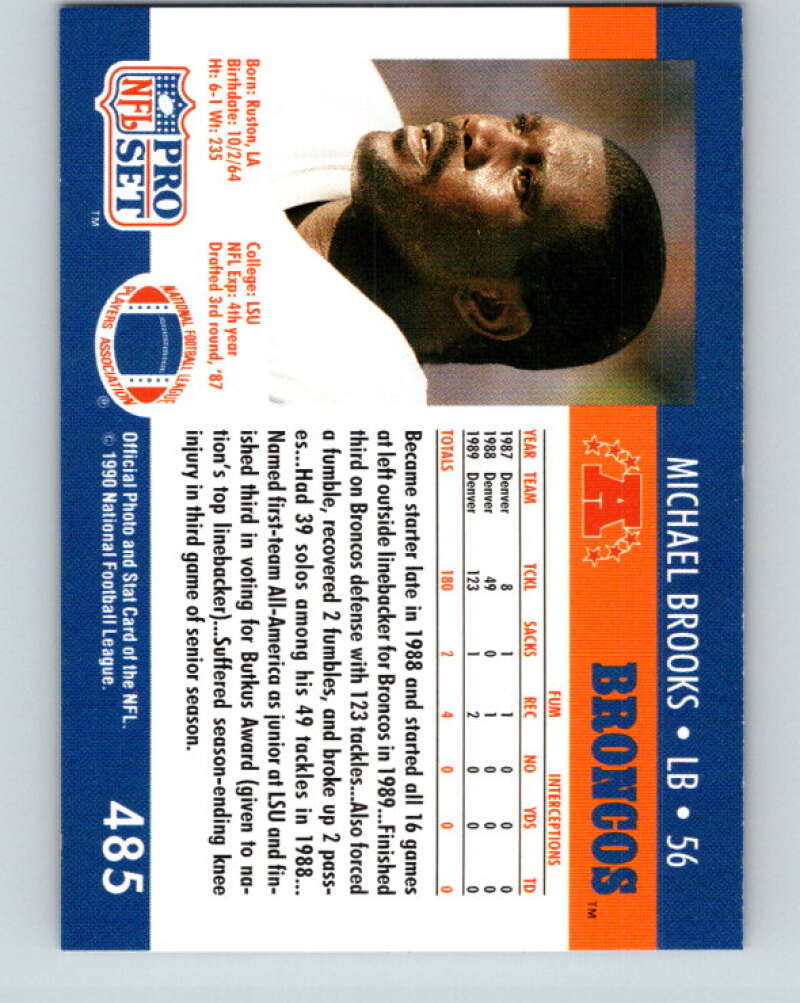 MICHAEL BROOKS • LB • 56
A
BRONCOS
TM
Born: Ruston, LA
Birthdate: 10/2/64
Ht: 6-1 Wt: 235
College: LSU
NFL Exp: 4th year
Drafted 3rd round, '87
FUM INTERCEPTIONS
YEAR TEAM TCKL SACKS REC NO YDS TD
1987 Denver 8 1 1 0 0 0
1988 Denver 49 0 1 0 0 0
1989 Denver 123 1 2 0 0 0
TOTALS 180 2 4 0 0 0
Became starter late in 1988 and started all 16 games
at left outside linebacker for Broncos in 1989...Finished
third on Broncos defense with 123 tackles...Also forced
a fumble, recovered 2 fumbles, and broke up 2 pass-
es...Had 39 solos among his 49 tackles in 1988...
Named first-team All-America as junior at LSU and fin-
ished third in voting for Butkus Award (given to na-
tion's top linebacker)...Suffered season-ending knee
injury in third game of senior season.
NFL
PRO
SET
TM
NATIONAL FOOTBALL LEAGUE
PLAYERS ASSOCIATION
®
Official Photo and Stat Card of the NFL.
© 1990 National Football League.
485